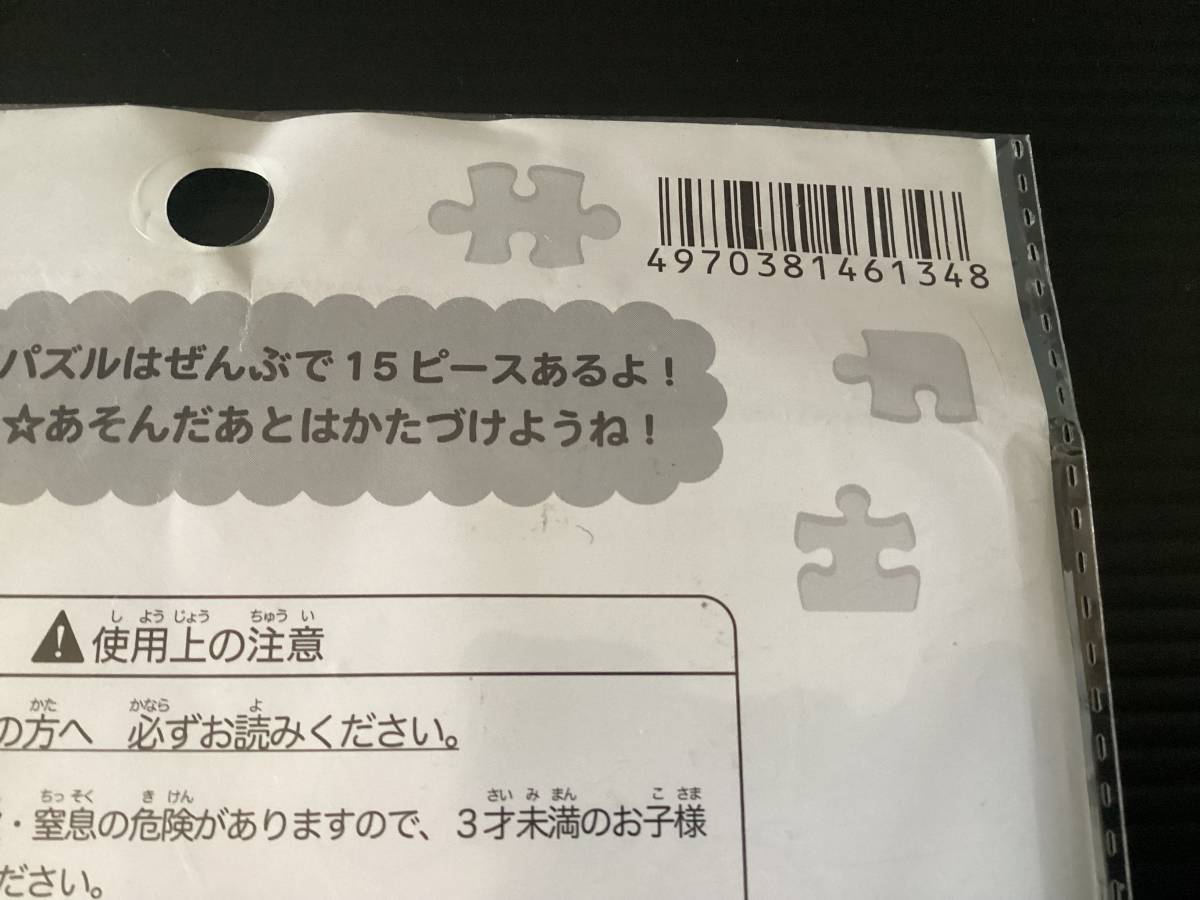 4970381461348
パズルはぜんぶで15ピースあるよ!
☆あそんだあとはかたづけようね!
しようじょう ちゅうい
使用上の注意
かた かなら よ
の方へ 必ずお読みください。
ちっそく きけん さいみまん こさま
・窒息の危険がありますので、3才未満のお子様
ださい。